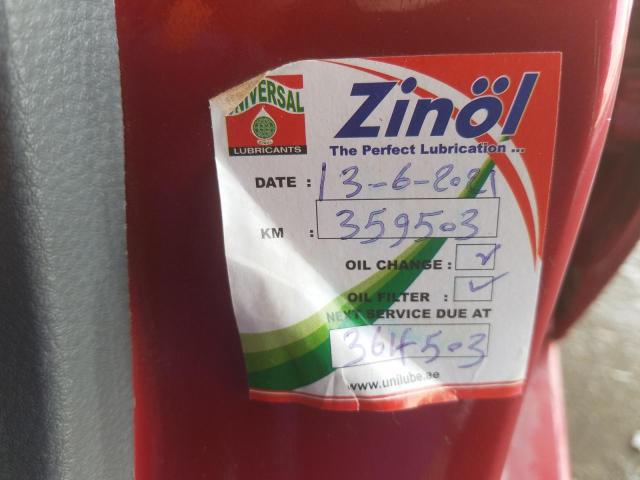 UNIVERSAL
LUBRICANTS
Zinöl
The Perfect Lubrication ...
DATE : 13-6-2021
KM : 359503
OIL CHANGE : ✓
OIL FILTER : ✓
NEXT SERVICE DUE AT
364503
www.unilube.ae